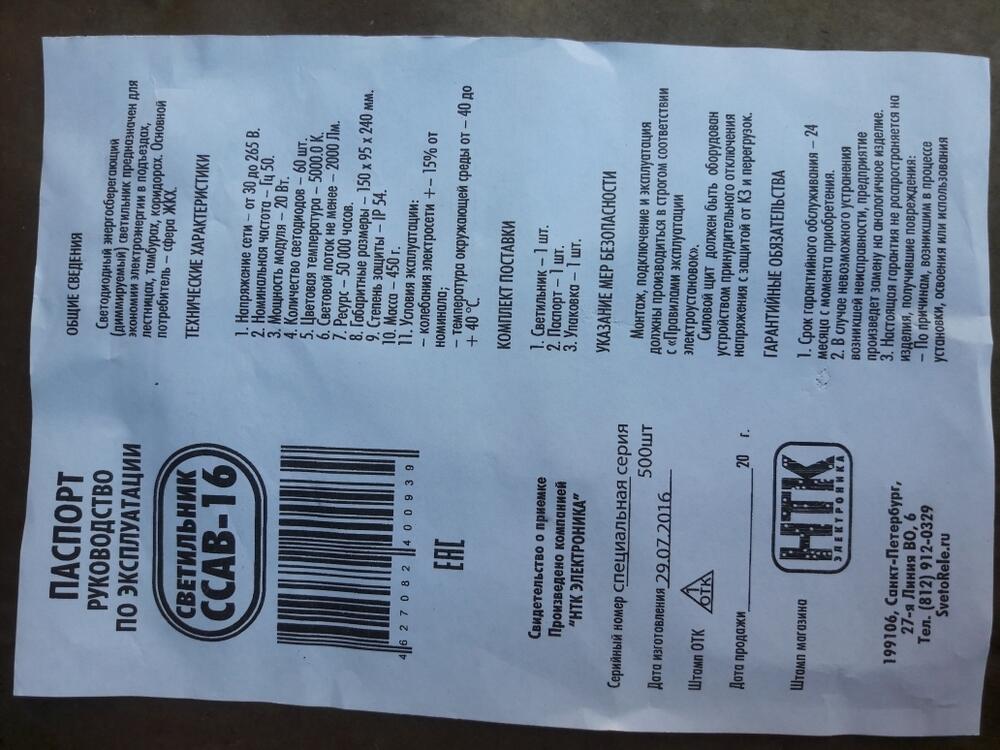 ПАСПОРТ
РУКОВОДСТВО
ПО ЭКСПЛУАТАЦИИ
СВЕТИЛЬНИК
ССАВ-16
4 627082 400939
ЕАС
Свидетельство о приемке
Произведено компанией
"НТК ЭЛЕКТРОНИКА"
Серийный номер специальная серия
500шт
Дата изготовления 29.07.2016
Штамп ОТК 1 ОТК
Дата продажи 20 г.
Штамп магазина
НТК
ЭЛЕКТРОНИКА
199106, Санкт-Петербург,
27-я Линия ВО, 6
Тел. (812) 912-0329
SvetoRele.ru
ОБЩИЕ СВЕДЕНИЯ
Светодиодный энергосберегающий
(диммируемый) светильник предназначен для
экономии электроэнергии в подъездах,
лестницах, тамбурах, коридорах. Основной
потребитель – сфера ЖКХ.
ТЕХНИЧЕСКИЕ ХАРАКТЕРИСТИКИ
1. Напряжение сети – от 30 до 265 В.
2. Номинальная частота – Гц 50.
3. Мощность модуля – 20 Вт.
4. Количество светодиодов – 60 шт.
5. Цветовая температура – 5000.0 К.
6. Световой поток не менее – 2000 Лм.
7. Ресурс – 50 000 часов.
8. Габаритные размеры – 150 х 95 х 240 мм.
9. Степень защиты – IP 54.
10. Масса – 450 г.
11. Условия эксплуатации:
– колебания электросети +– 15% от
номинала;
– температура окружающей среды от – 40 до
+ 40 °С.
КОМПЛЕКТ ПОСТАВКИ
1. Светильник – 1 шт.
2. Паспорт – 1 шт.
3. Упаковка – 1 шт.
УКАЗАНИЕ МЕР БЕЗОПАСНОСТИ
Монтаж, подключение и эксплуатация
должны производиться в строгом соответствии
с «Правилами эксплуатации
электроустановок».
Силовой щит должен быть оборудован
устройством принудительного отключения
напряжения с защитой от КЗ и перегрузок.
ГАРАНТИЙНЫЕ ОБЯЗАТЕЛЬСТВА
1. Срок гарантийного обслуживания – 24
месяца с момента приобретения.
2. В случае невозможного устранения
возникшей неисправности, предприятие
произведет замену на аналогичное изделие.
3. Настоящая гарантия не распространяется на
изделия, получившие повреждения:
– По причинам, возникшим в процессе
установки, освоения или использования